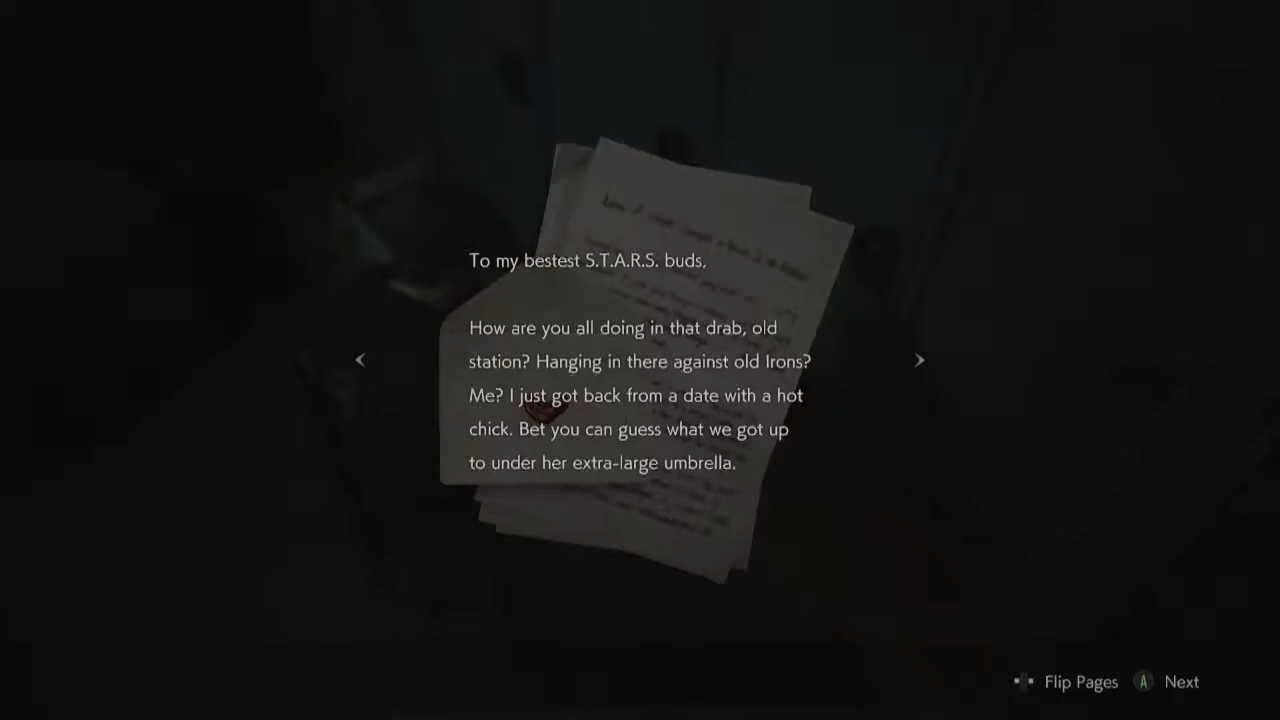 To my bestest S.T.A.R.S. buds,
How are you all doing in that drab, old
station? Hanging in there against old Irons?
Me? I just got back from a date with a hot
chick. Bet you can guess what we got up
to under her extra-large umbrella.
Flip Pages A Next